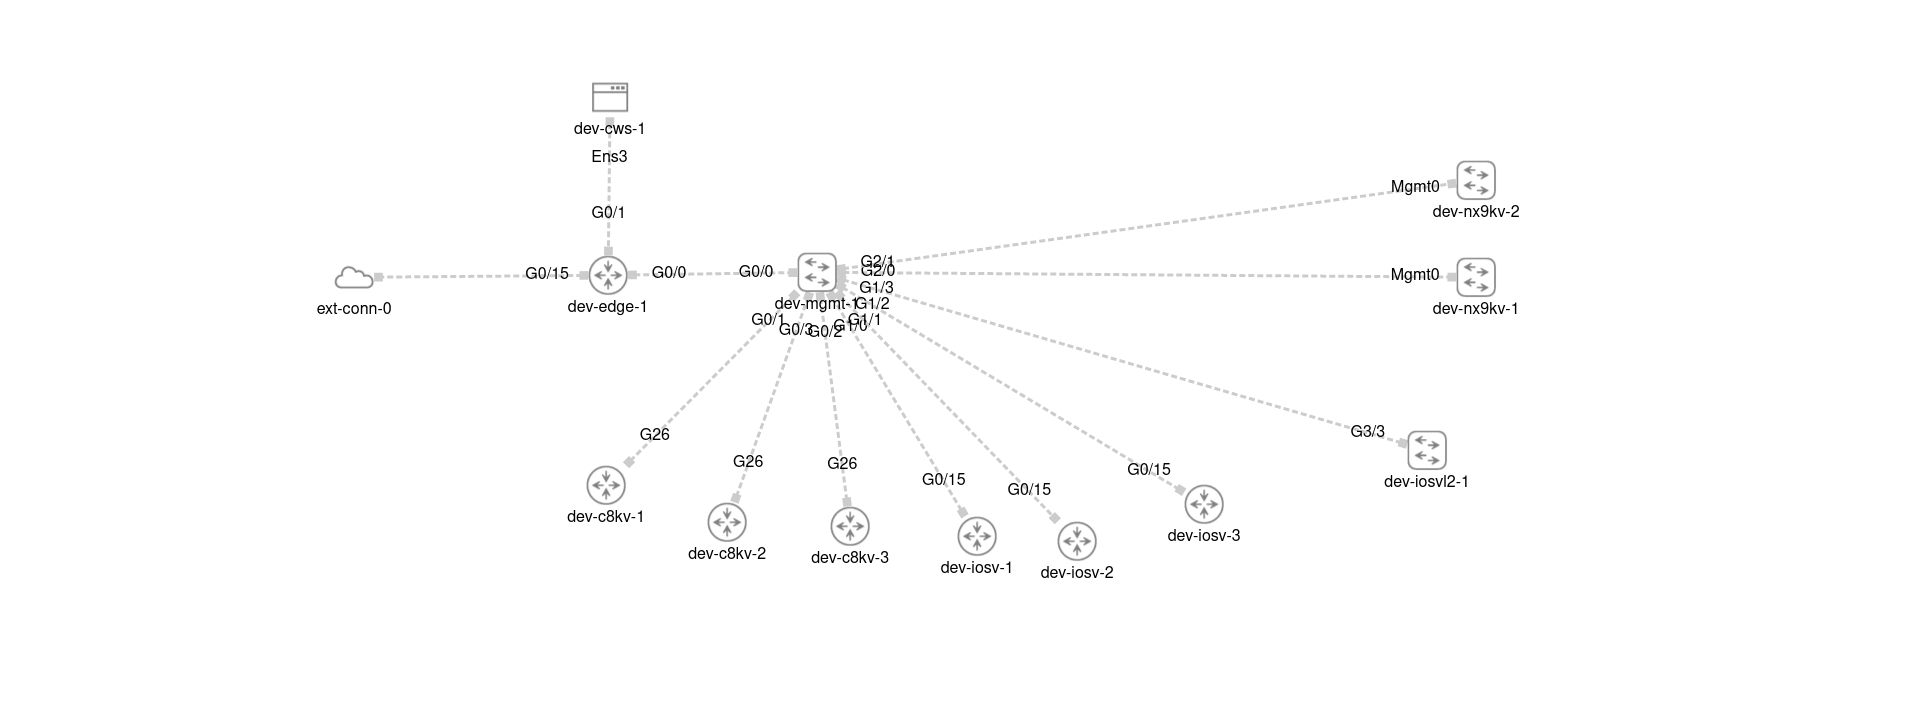 dev-cws-1
Ens3
G0/1
ext-conn-0
G0/15
dev-edge-1
G0/0
G0/0
dev-mgmt-1
G2/1
G2/0
G1/3
G1/2
G1/1
G1/0
G0/2
G0/3
G0/1
Mgmt0
dev-nx9kv-2
Mgmt0
dev-nx9kv-1
G3/3
dev-iosvl2-1
G26
dev-c8kv-1
G26
dev-c8kv-2
G26
dev-c8kv-3
G0/15
dev-iosv-1
G0/15
dev-iosv-2
G0/15
dev-iosv-3